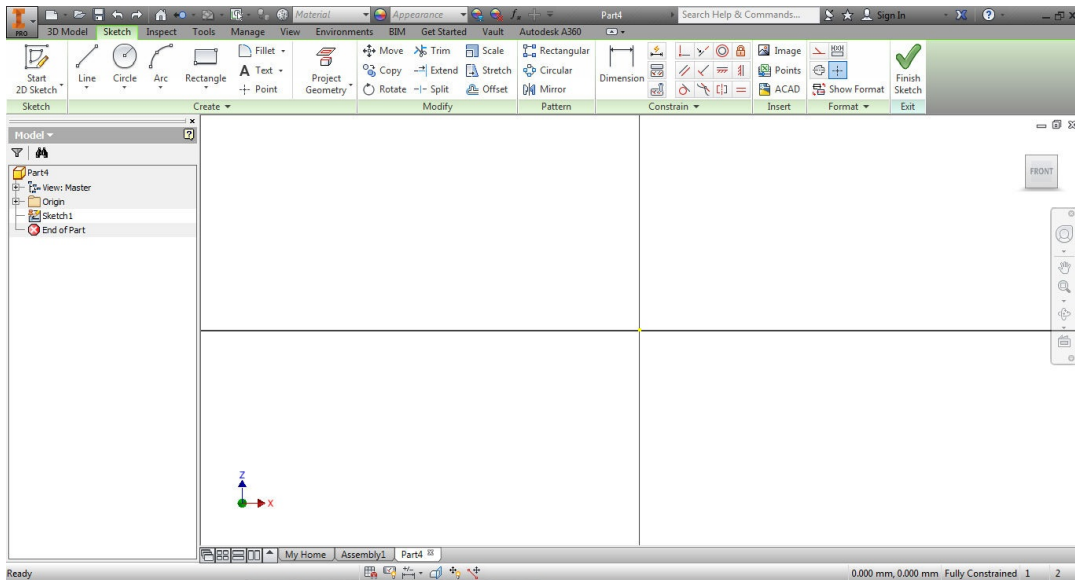 Material Appearance Part4 Search Help & Commands... Sign In
PRO 3D Model Sketch Inspect Tools Manage View Environments BIM Get Started Vault Autodesk A360
Fillet Move Trim Scale Rectangular Image
Start 2D Sketch Line Circle Arc Rectangle Text Project Geometry Copy Extend Stretch Circular Dimension Points Finish Sketch
Point Rotate Split Offset Mirror ACAD Show Format
Sketch Create Modify Pattern Constrain Insert Format Exit
Model
Part4
View: Master
Origin
Sketch1
End of Part
FRONT
Z
X
My Home Assembly1 Part4
Ready 0.000 mm, 0.000 mm Fully Constrained 1 2